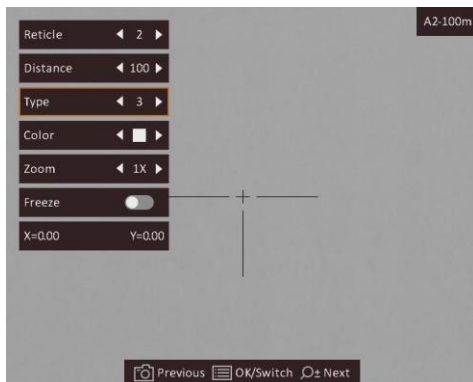 A2-100m
Reticle 2
Distance 100
Type 3
Color
Zoom 1X
Freeze
X=0.00 Y=0.00
Previous OK/Switch Next